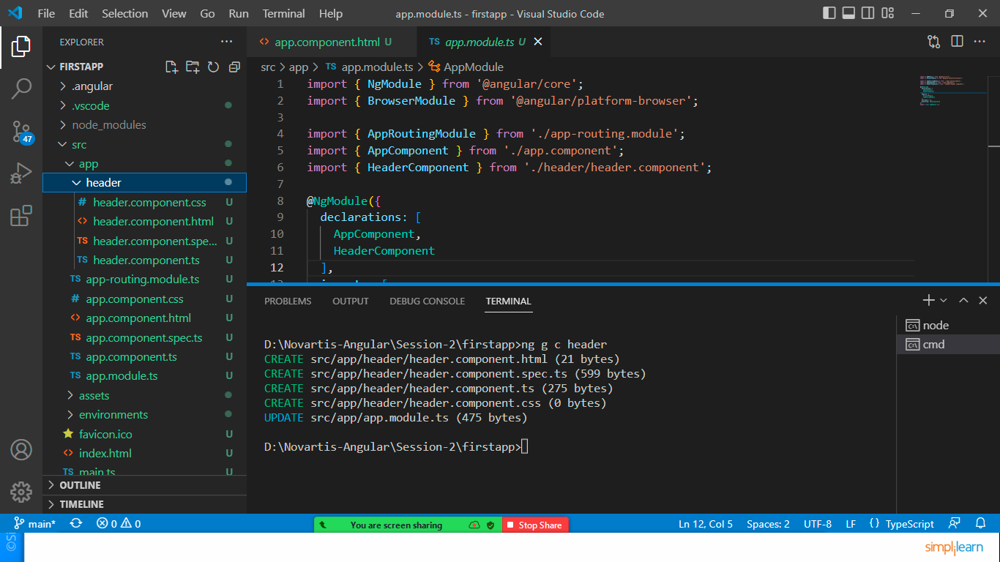 File Edit Selection View Go Run Terminal Help app.module.ts - firstapp - Visual Studio Code
EXPLORER
FIRSTAPP
.angular
.vscode
node_modules
src
app
header
# header.component.css U
<> header.component.html U
TS header.component.spe... U
TS header.component.ts U
TS app-routing.module.ts U
# app.component.css U
<> app.component.html U
TS app.component.spec.ts U
TS app.component.ts U
TS app.module.ts U
assets
environments
favicon.ico U
<> index.html U
TS main.ts U
OUTLINE
TIMELINE
47
<> app.component.html U TS app.module.ts U
src > app > TS app.module.ts > AppModule
1 import { NgModule } from '@angular/core';
2 import { BrowserModule } from '@angular/platform-browser';
3
4 import { AppRoutingModule } from './app-routing.module';
5 import { AppComponent } from './app.component';
6 import { HeaderComponent } from './header/header.component';
7
8 @NgModule({
9 declarations: [
10 AppComponent,
11 HeaderComponent
12 ],
PROBLEMS OUTPUT DEBUG CONSOLE TERMINAL
D:\Novartis-Angular\Session-2\firstapp>ng g c header
CREATE src/app/header/header.component.html (21 bytes)
CREATE src/app/header/header.component.spec.ts (599 bytes)
CREATE src/app/header/header.component.ts (275 bytes)
CREATE src/app/header/header.component.css (0 bytes)
UPDATE src/app/app.module.ts (475 bytes)
D:\Novartis-Angular\Session-2\firstapp>
node
cmd
main* 0 0 You are screen sharing Stop Share Ln 12, Col 5 Spaces: 2 UTF-8 LF {} TypeScript
simplilearn